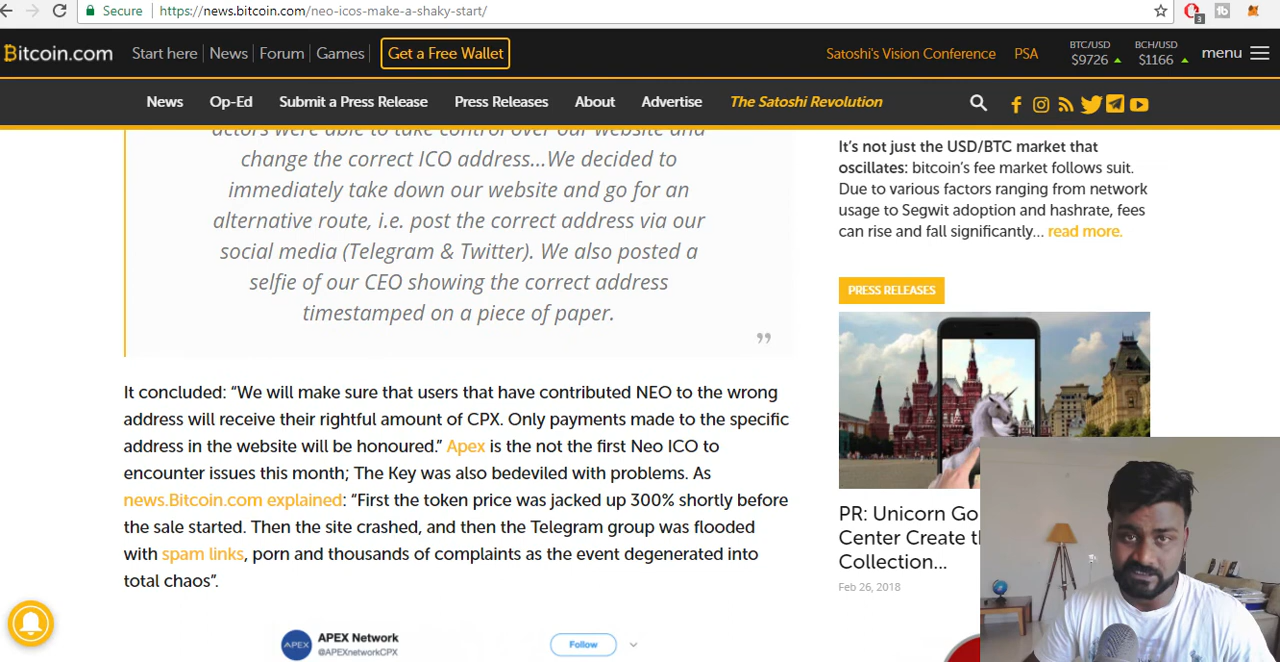 Secure https://news.bitcoin.com/neo-icos-make-a-shaky-start/
3
Bitcoin.com Start here News Forum Games Get a Free Wallet Satoshi's Vision Conference PSA BTC/USD $9726 BCH/USD $1166 menu
News Op-Ed Submit a Press Release Press Releases About Advertise The Satoshi Revolution
actors were able to take control over our website and
change the correct ICO address...We decided to
immediately take down our website and go for an
alternative route, i.e. post the correct address via our
social media (Telegram & Twitter). We also posted a
selfie of our CEO showing the correct address
timestamped on a piece of paper.
”
It concluded: “We will make sure that users that have contributed NEO to the wrong
address will receive their rightful amount of CPX. Only payments made to the specific
address in the website will be honoured.” Apex is the not the first Neo ICO to
encounter issues this month; The Key was also bedeviled with problems. As
news.Bitcoin.com explained: “First the token price was jacked up 300% shortly before
the sale started. Then the site crashed, and then the Telegram group was flooded
with spam links, porn and thousands of complaints as the event degenerated into
total chaos”.
APEX
APEX Network
@APEXnetworkCPX
Follow
It’s not just the USD/BTC market that
oscillates: bitcoin’s fee market follows suit.
Due to various factors ranging from network
usage to Segwit adoption and hashrate, fees
can rise and fall significantly... read more.
PRESS RELEASES
PR: Unicorn Go
Center Create t
Collection...
Feb 26, 2018